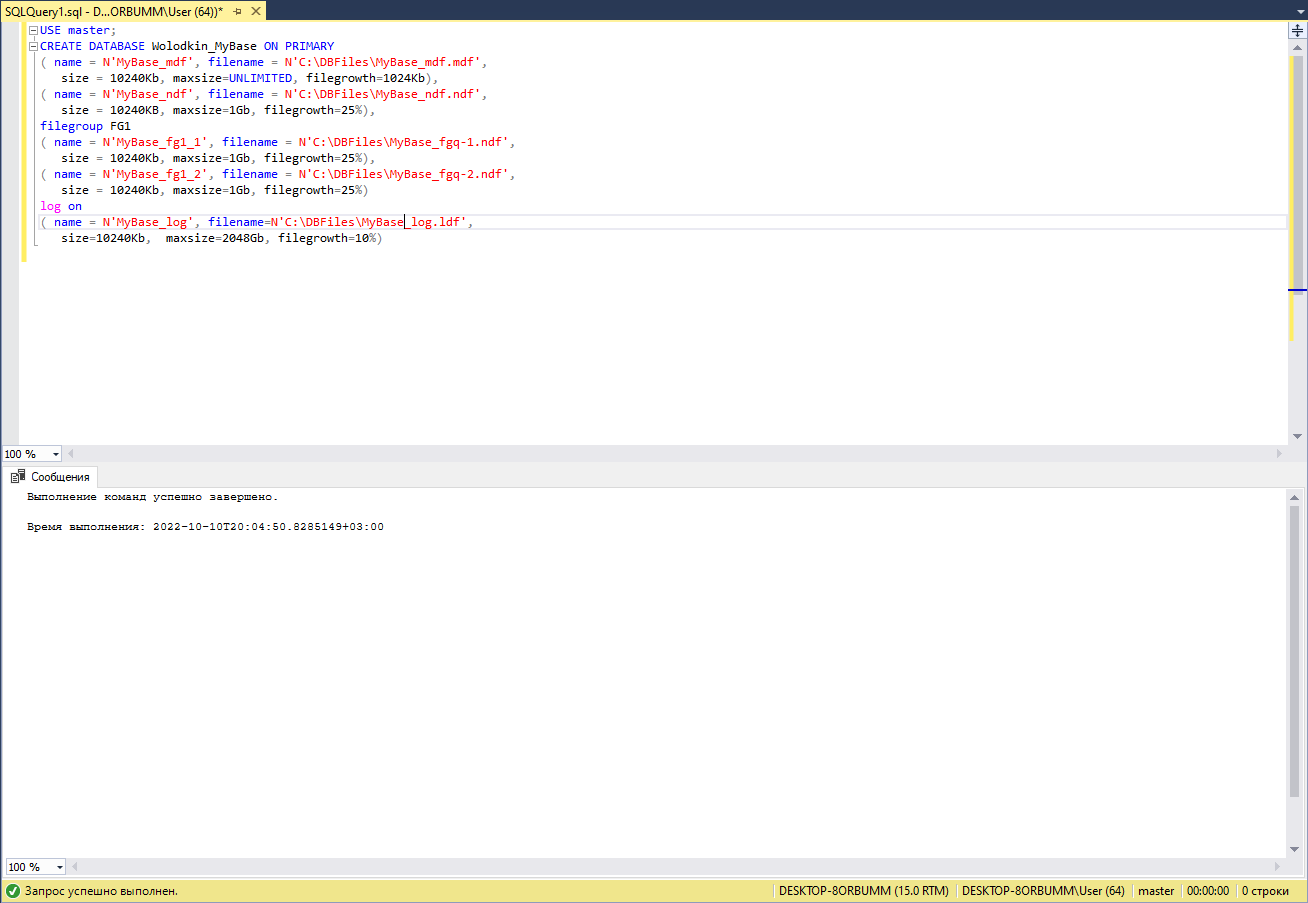 SQLQuery1.sql - D...ORBUMM\User (64))*
USE master;
CREATE DATABASE Wolodkin_MyBase ON PRIMARY
( name = N'MyBase_mdf', filename = N'C:\DBFiles\MyBase_mdf.mdf',
size = 10240Kb, maxsize=UNLIMITED, filegrowth=1024Kb),
( name = N'MyBase_ndf', filename = N'C:\DBFiles\MyBase_ndf.ndf',
size = 10240KB, maxsize=1Gb, filegrowth=25%),
filegroup FG1
( name = N'MyBase_fg1_1', filename = N'C:\DBFiles\MyBase_fgq-1.ndf',
size = 10240Kb, maxsize=1Gb, filegrowth=25%),
( name = N'MyBase_fg1_2', filename = N'C:\DBFiles\MyBase_fgq-2.ndf',
size = 10240Kb, maxsize=1Gb, filegrowth=25%)
log on
( name = N'MyBase_log', filename=N'C:\DBFiles\MyBase_log.ldf',
size=10240Kb,  maxsize=2048Gb, filegrowth=10%)
100 %
Сообщения
Выполнение команд успешно завершено.
Время выполнения: 2022-10-10T20:04:50.8285149+03:00
100 %
Запрос успешно выполнен. DESKTOP-8ORBUMM (15.0 RTM) DESKTOP-8ORBUMM\User (64) master 00:00:00 0 строки